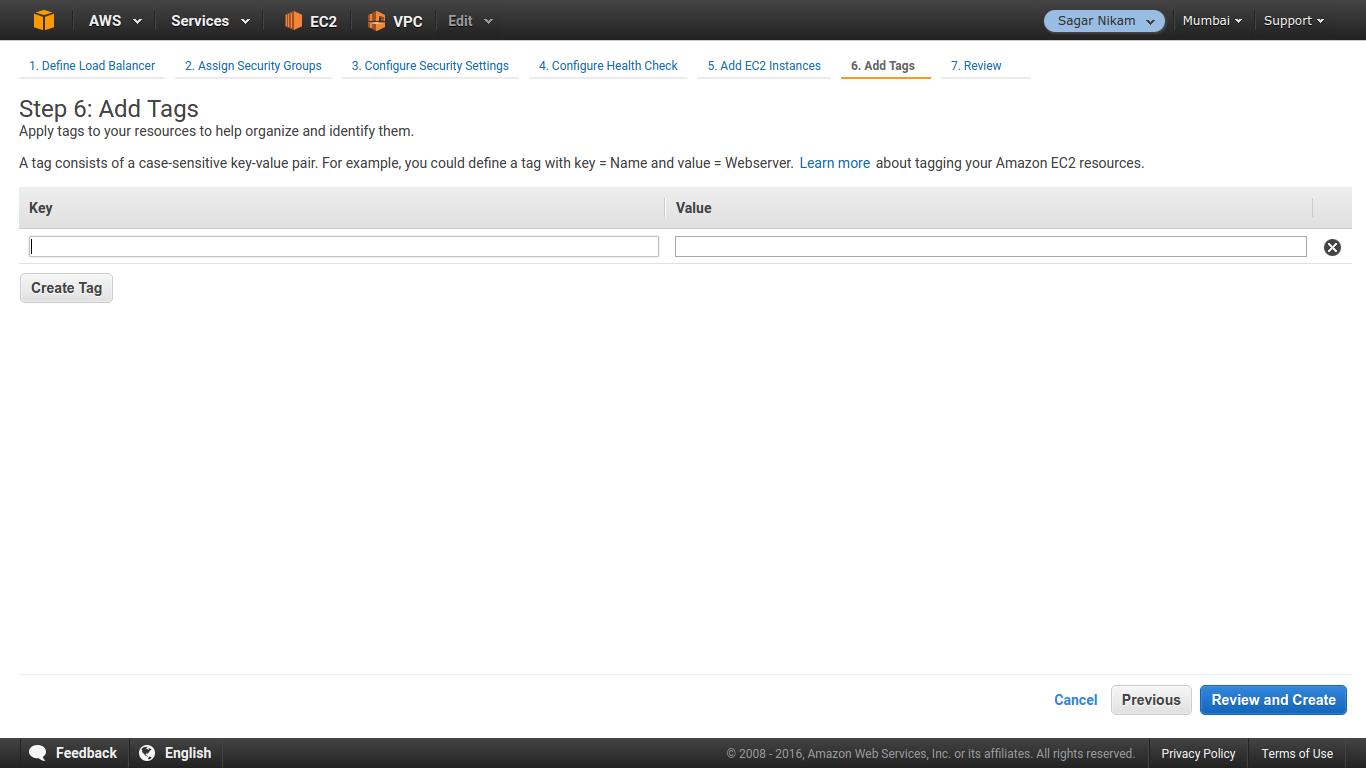 AWS Services EC2 VPC Edit Sagar Nikam Mumbai Support
1. Define Load Balancer 2. Assign Security Groups 3. Configure Security Settings 4. Configure Health Check 5. Add EC2 Instances 6. Add Tags 7. Review
Step 6: Add Tags
Apply tags to your resources to help organize and identify them.
A tag consists of a case-sensitive key-value pair. For example, you could define a tag with key = Name and value = Webserver. Learn more about tagging your Amazon EC2 resources.
Key Value
Create Tag
Cancel Previous Review and Create
Feedback English © 2008 - 2016, Amazon Web Services, Inc. or its affiliates. All rights reserved. Privacy Policy Terms of Use